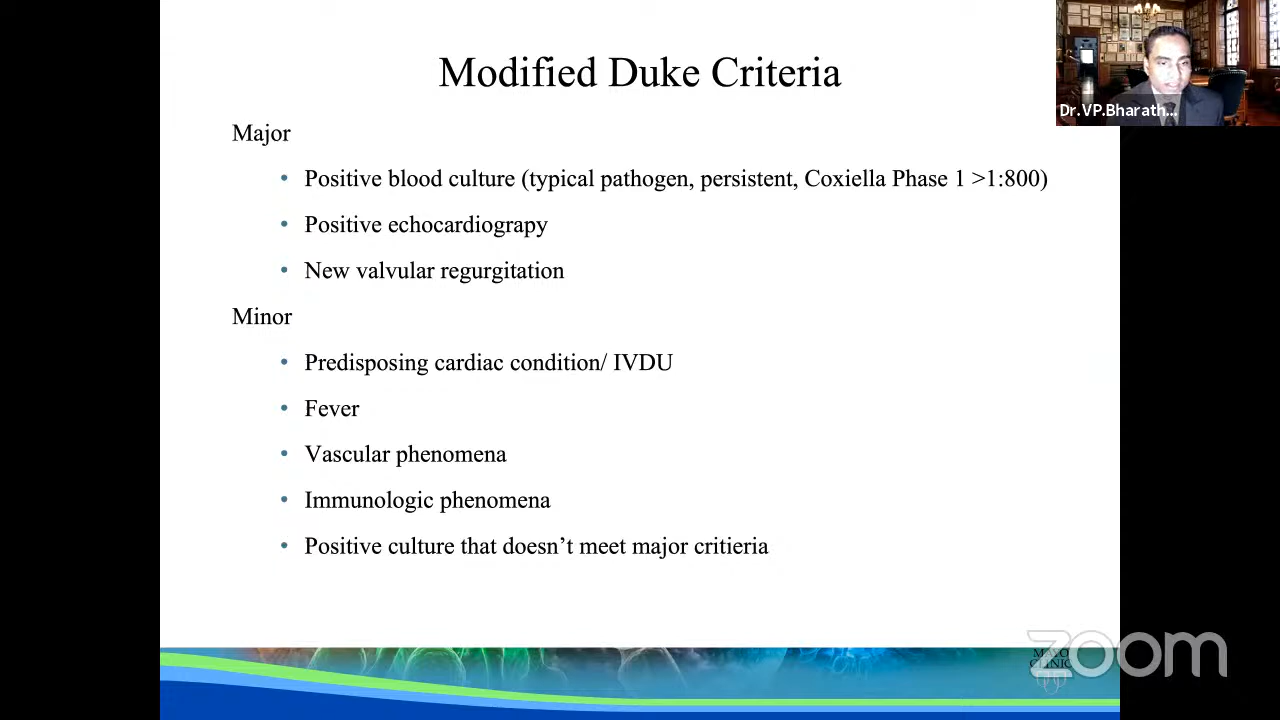 Modified Duke Criteria
Dr.VP.Bharath...
Major
• Positive blood culture (typical pathogen, persistent, Coxiella Phase 1 >1:800)
• Positive echocardiograpy
• New valvular regurgitation
Minor
• Predisposing cardiac condition/ IVDU
• Fever
• Vascular phenomena
• Immunologic phenomena
• Positive culture that doesn’t meet major critieria
MAYO
CLINIC
zoom